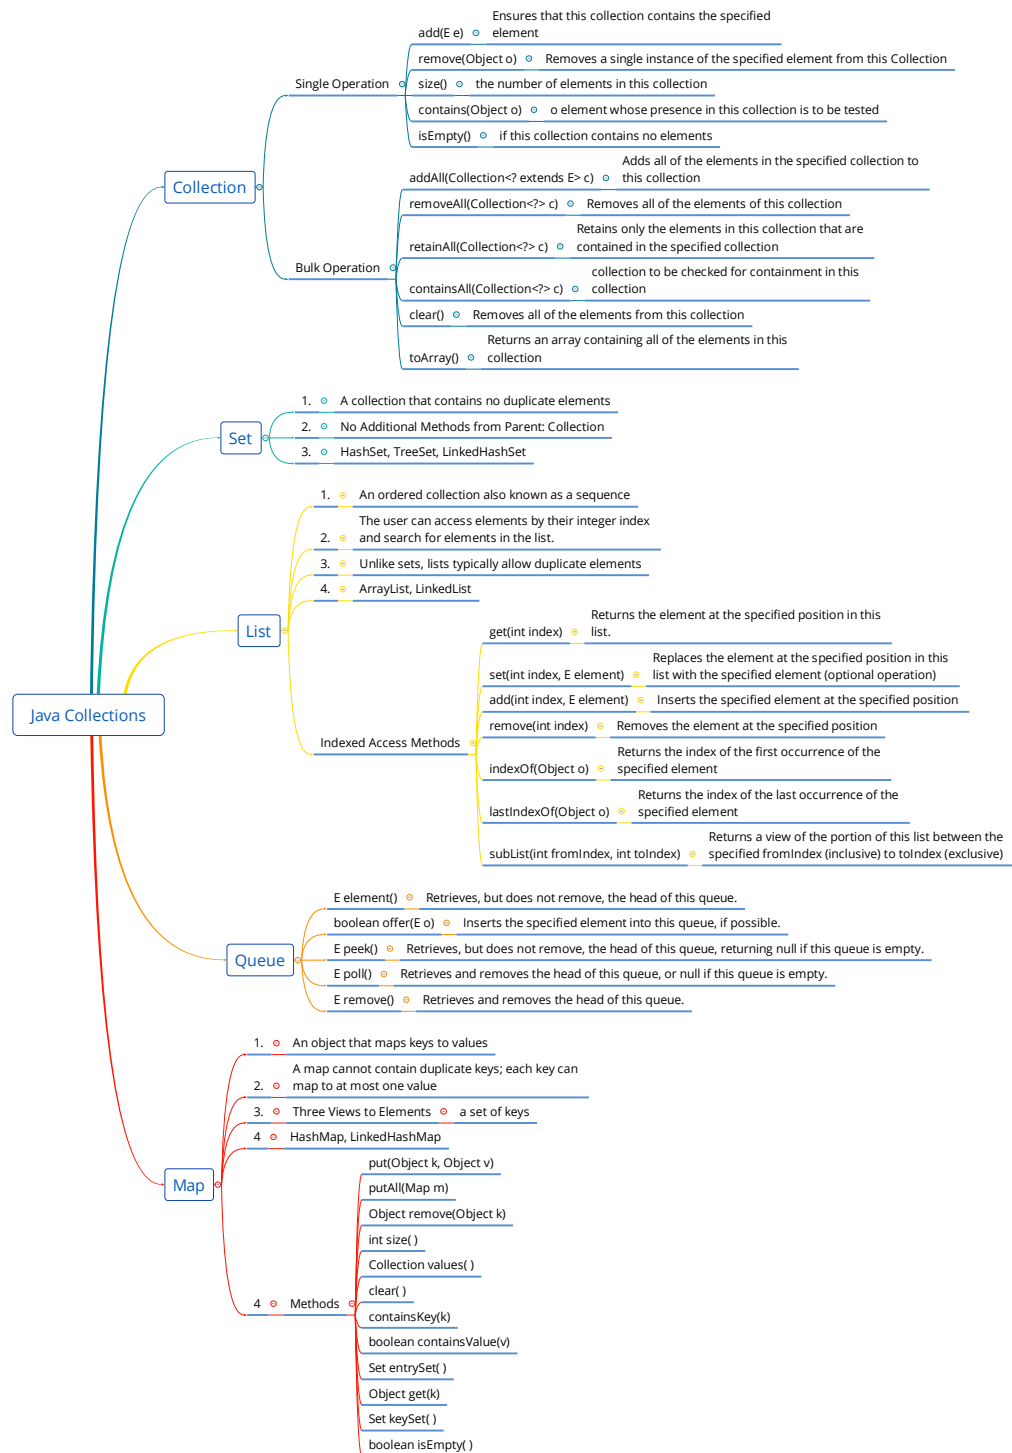 Java Collections
Collection
Single Operation
add(E e)
Ensures that this collection contains the specified
element
remove(Object o)
Removes a single instance of the specified element from this Collection
size()
the number of elements in this collection
contains(Object o)
o element whose presence in this collection is to be tested
isEmpty()
if this collection contains no elements
Bulk Operation
addAll(Collection<? extends E> c)
Adds all of the elements in the specified collection to
this collection
removeAll(Collection<?> c)
Removes all of the elements of this collection
retainAll(Collection<?> c)
Retains only the elements in this collection that are
contained in the specified collection
containsAll(Collection<?> c)
collection to be checked for containment in this
collection
clear()
Removes all of the elements from this collection
toArray()
Returns an array containing all of the elements in this
collection
Set
1.
A collection that contains no duplicate elements
2.
No Additional Methods from Parent: Collection
3.
HashSet, TreeSet, LinkedHashSet
List
1.
An ordered collection also known as a sequence
2.
The user can access elements by their integer index
and search for elements in the list.
3.
Unlike sets, lists typically allow duplicate elements
4.
ArrayList, LinkedList
Indexed Access Methods
get(int index)
Returns the element at the specified position in this
list.
set(int index, E element)
Replaces the element at the specified position in this
list with the specified element (optional operation)
add(int index, E element)
Inserts the specified element at the specified position
remove(int index)
Removes the element at the specified position
indexOf(Object o)
Returns the index of the first occurrence of the
specified element
lastIndexOf(Object o)
Returns the index of the last occurrence of the
specified element
subList(int fromIndex, int toIndex)
Returns a view of the portion of this list between the
specified fromIndex (inclusive) to toIndex (exclusive)
Queue
E element()
Retrieves, but does not remove, the head of this queue.
boolean offer(E o)
Inserts the specified element into this queue, if possible.
E peek()
Retrieves, but does not remove, the head of this queue, returning null if this queue is empty.
E poll()
Retrieves and removes the head of this queue, or null if this queue is empty.
E remove()
Retrieves and removes the head of this queue.
Map
1.
An object that maps keys to values
2.
A map cannot contain duplicate keys; each key can
map to at most one value
3.
Three Views to Elements
a set of keys
4
HashMap, LinkedHashMap
4
Methods
put(Object k, Object v)
putAll(Map m)
Object remove(Object k)
int size( )
Collection values( )
clear( )
containsKey(k)
boolean containsValue(v)
Set entrySet( )
Object get(k)
Set keySet( )
boolean isEmpty( )